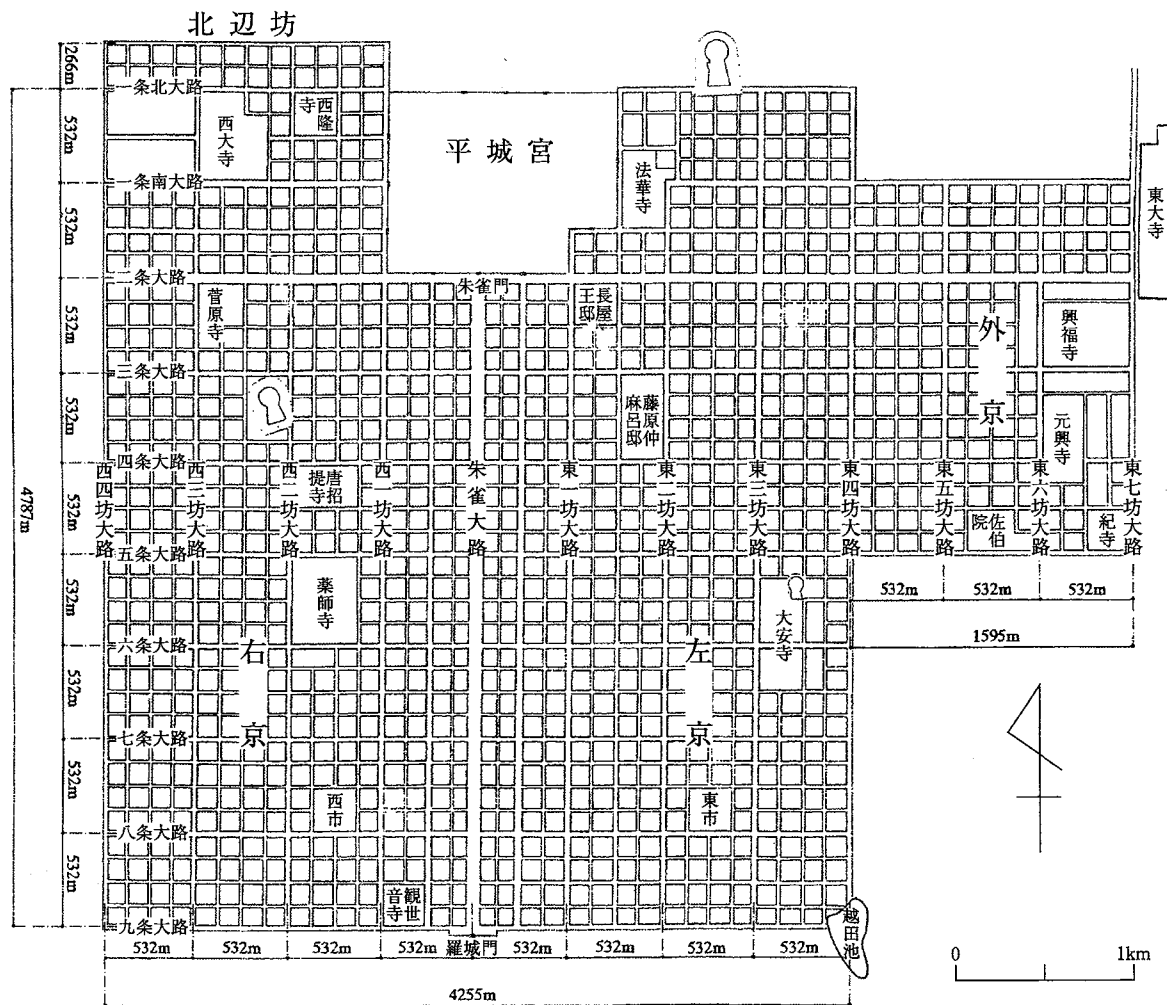 北辺坊
266m
一条北大路
532m
西大寺
西隆寺
平城宮
法華寺
東大寺
一条南大路
532m
二条大路
朱雀門
菅原寺
長屋王邸
外京
興福寺
532m
三条大路
藤原仲麻呂邸
元興寺
532m
四条大路
西四坊大路
西三坊大路
西二坊大路
唐招提寺
西一坊大路
朱雀大路
東一坊大路
東二坊大路
東三坊大路
東四坊大路
東五坊大路
佐伯院
東六坊大路
紀寺
東七坊大路
4787m
532m
五条大路
532m
532m
532m
1595m
薬師寺
大安寺
532m
六条大路
右京
左京
532m
七条大路
西市
東市
532m
八条大路
532m
観世音寺
越田池
九条大路
羅城門
532m
532m
532m
532m
532m
532m
532m
532m
4255m
0
1km